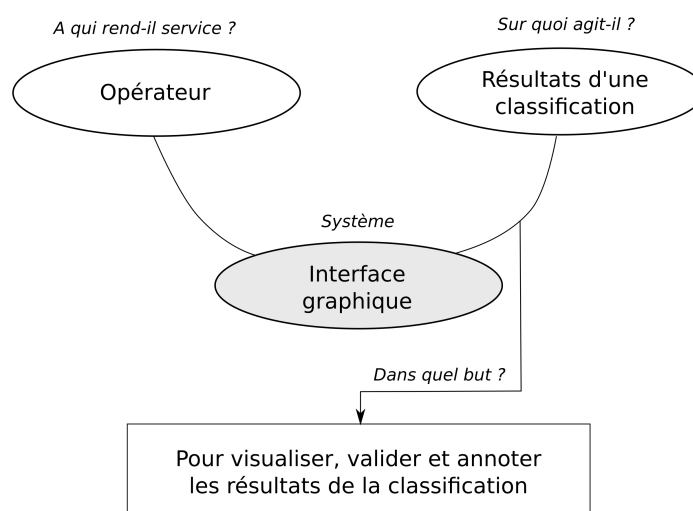 A qui rend-il service ?
Sur quoi agit-il ?
Opérateur
Résultats d'une
classification
Système
Interface
graphique
Dans quel but ?
Pour visualiser, valider et annoter
les résultats de la classification